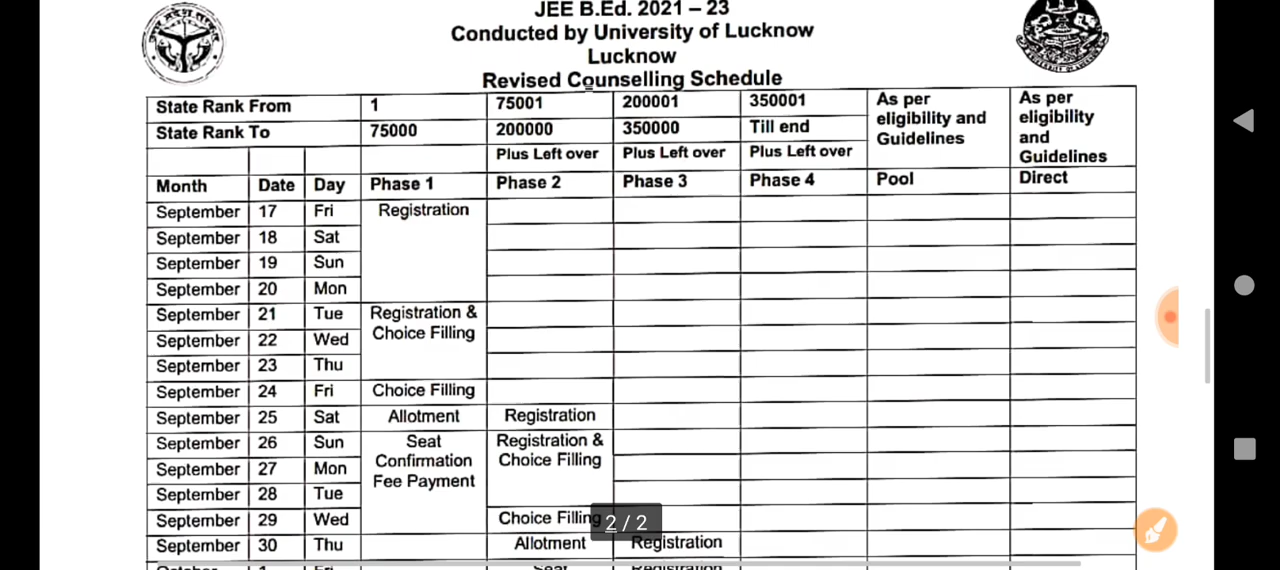 JEE B.Ed. 2021 – 23
Conducted by University of Lucknow
Lucknow
Revised Counselling Schedule
State Rank From 1 75001 200001 350001 As per eligibility and Guidelines As per eligibility and Guidelines
State Rank To 75000 200000 350000 Till end
Plus Left over Plus Left over Plus Left over
Month Date Day Phase 1 Phase 2 Phase 3 Phase 4 Pool Direct
September 17 Fri Registration
September 18 Sat
September 19 Sun
September 20 Mon
September 21 Tue Registration &
September 22 Wed Choice Filling
September 23 Thu
September 24 Fri Choice Filling
September 25 Sat Allotment Registration
September 26 Sun Seat Registration &
September 27 Mon Confirmation Choice Filling
September 28 Tue Fee Payment
September 29 Wed Choice Filling
2 / 2
September 30 Thu Allotment Registration